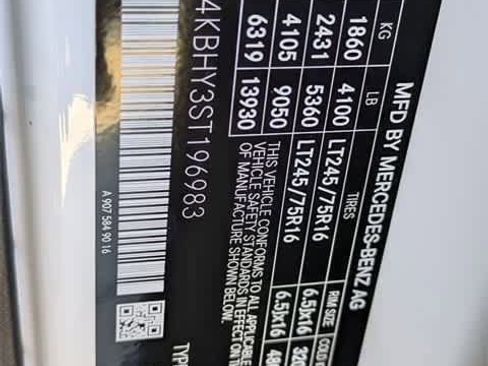 MFD BY MERCEDES-BENZ AG
KG LB TIRES RIM SIZE COLD
1860 4100 LT245/75R16 6.5Jx16
2431 5360 LT245/75R16 6.5Jx16
4105 9050
6319 13930
THIS VEHICLE CONFORMS TO ALL APPLICABLE
VEHICLE SAFETY STANDARDS IN EFFECT ON
OF MANUFACTURE SHOWN BELOW.
4KBHY3ST196983
TYP
A 907 584 90 16